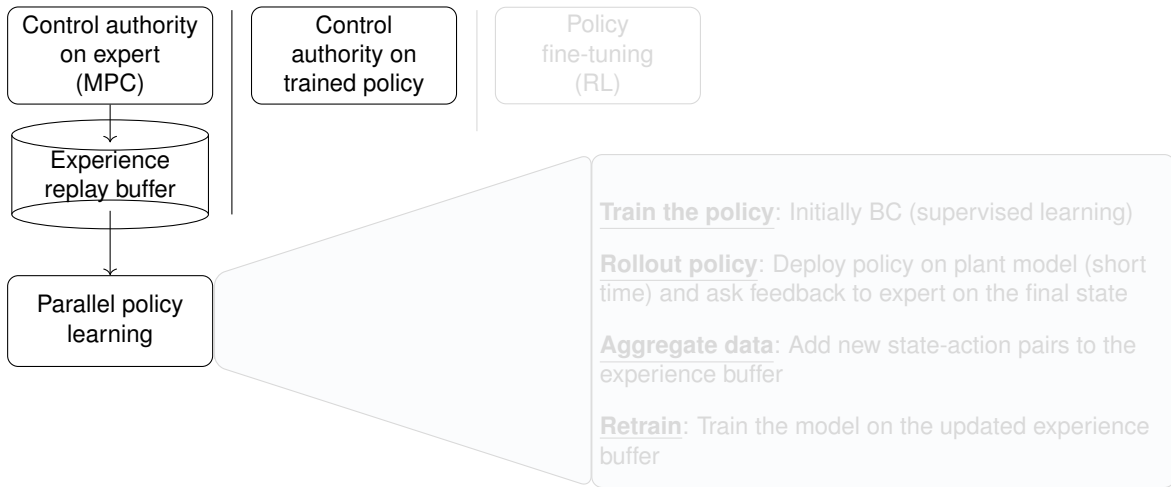 Control authority
on expert
(MPC)
Control
authority on
trained policy
Policy
fine-tuning
(RL)
Experience
replay buffer
Parallel policy
learning
Train the policy: Initially BC (supervised learning)
Rollout policy: Deploy policy on plant model (short
time) and ask feedback to expert on the final state
Aggregate data: Add new state-action pairs to the
experience buffer
Retrain: Train the model on the updated experience
buffer